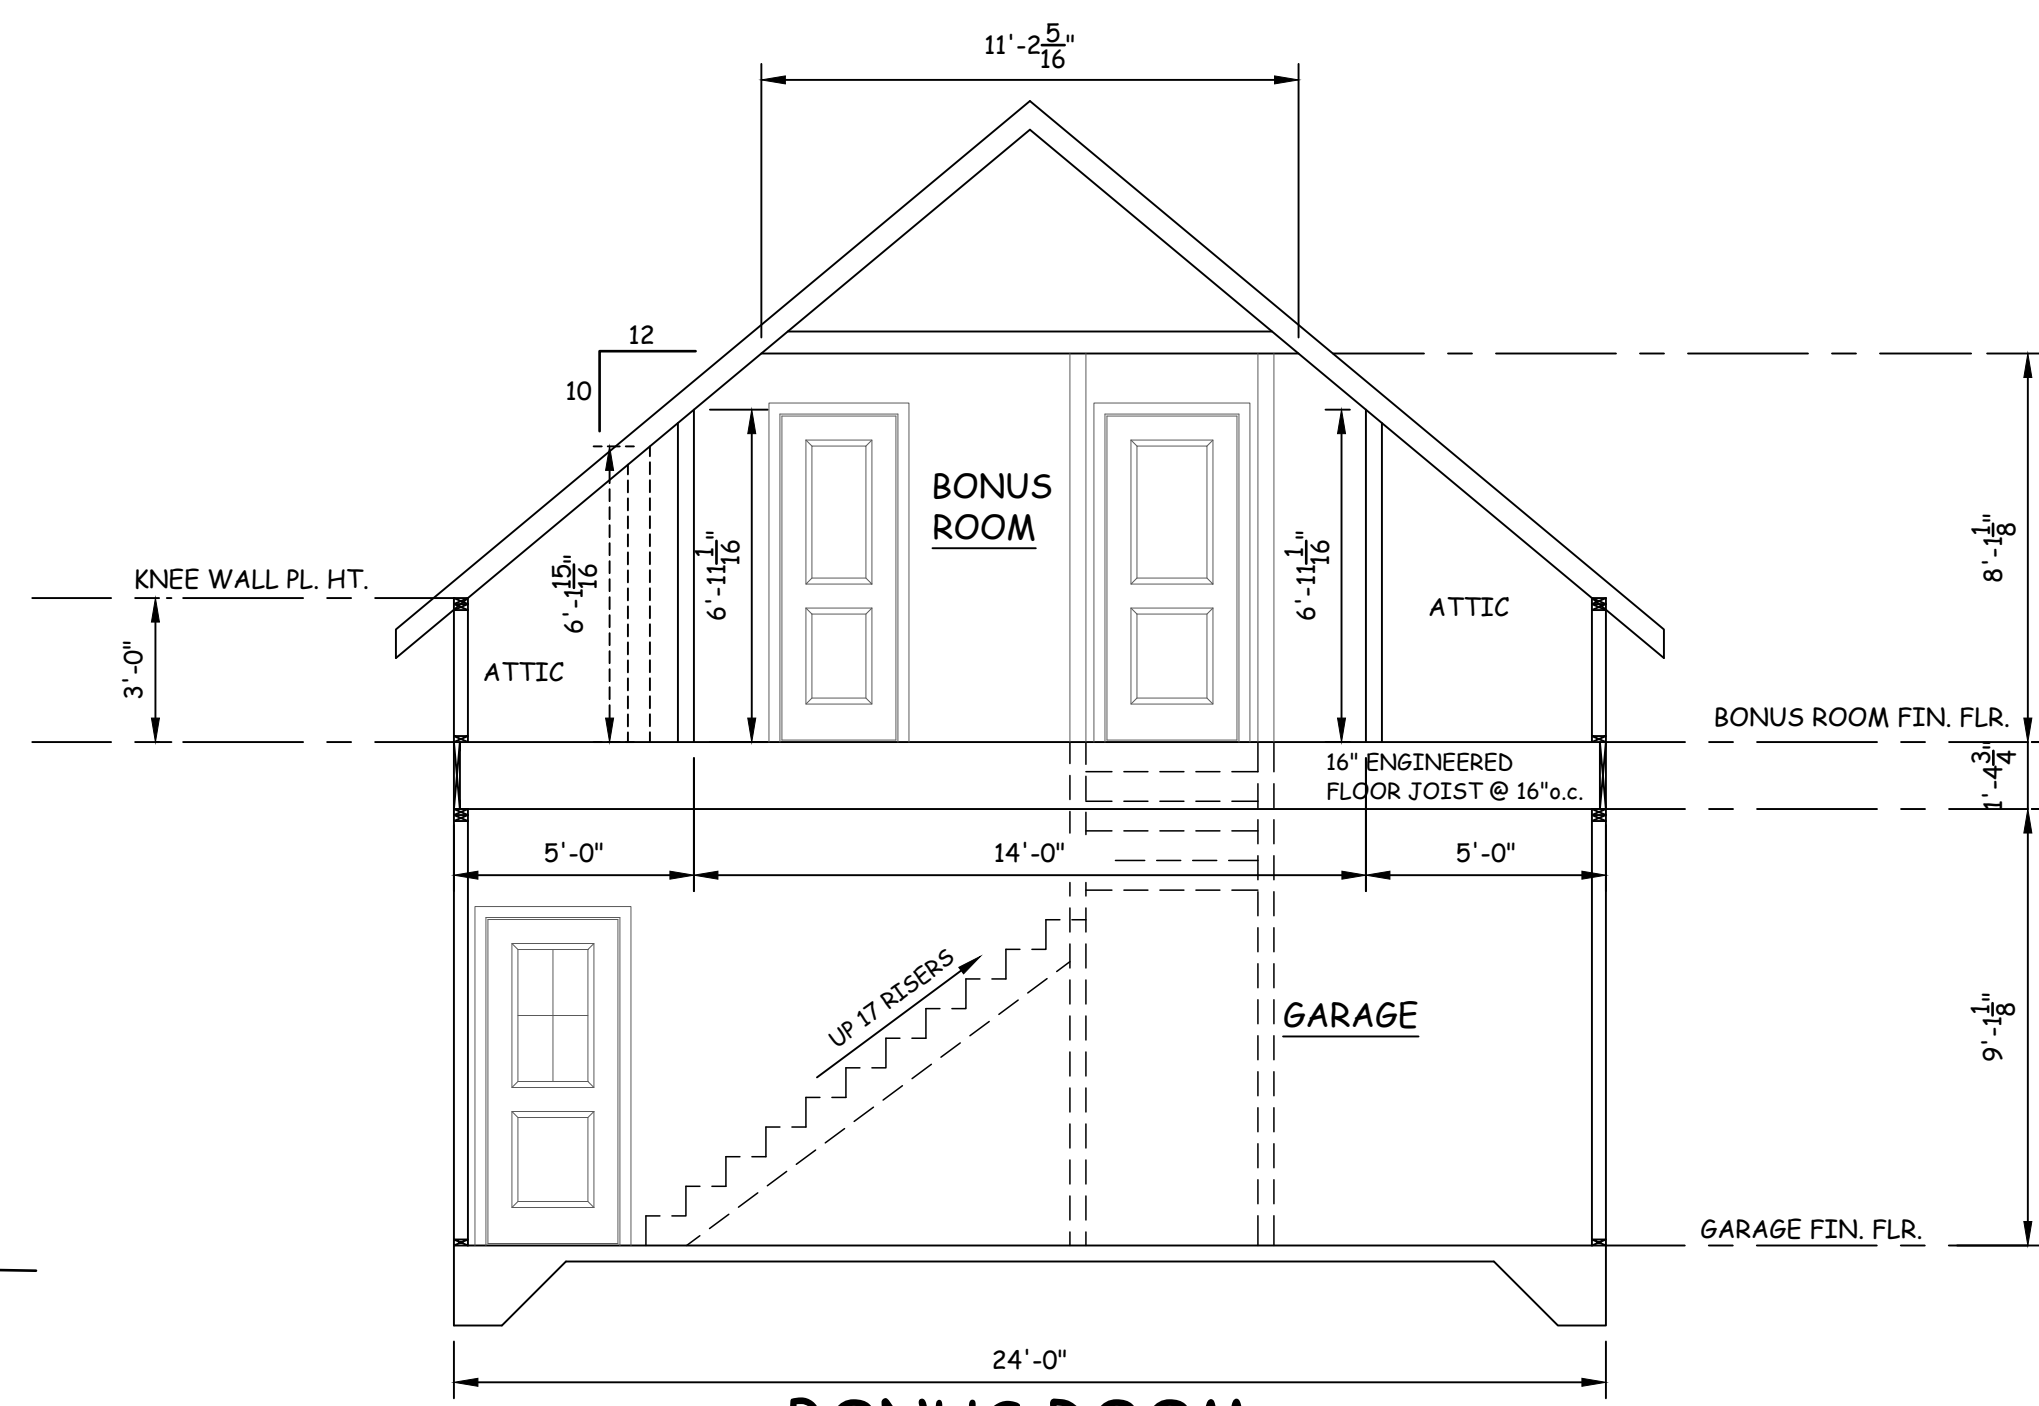 11'-2 5/16"
12
10
BONUS
ROOM
6'-1 15/16"
6'-11 1/16"
6'-11 1/16"
8'-1 1/8"
KNEE WALL PL. HT.
3'-0"
ATTIC
ATTIC
BONUS ROOM FIN. FLR.
16" ENGINEERED
FLOOR JOIST @ 16"o.c.
1'-4 3/4"
5'-0"
14'-0"
5'-0"
UP 17 RISERS
GARAGE
9'-1 1/8"
GARAGE FIN. FLR.
24'-0"
BONUS ROOM